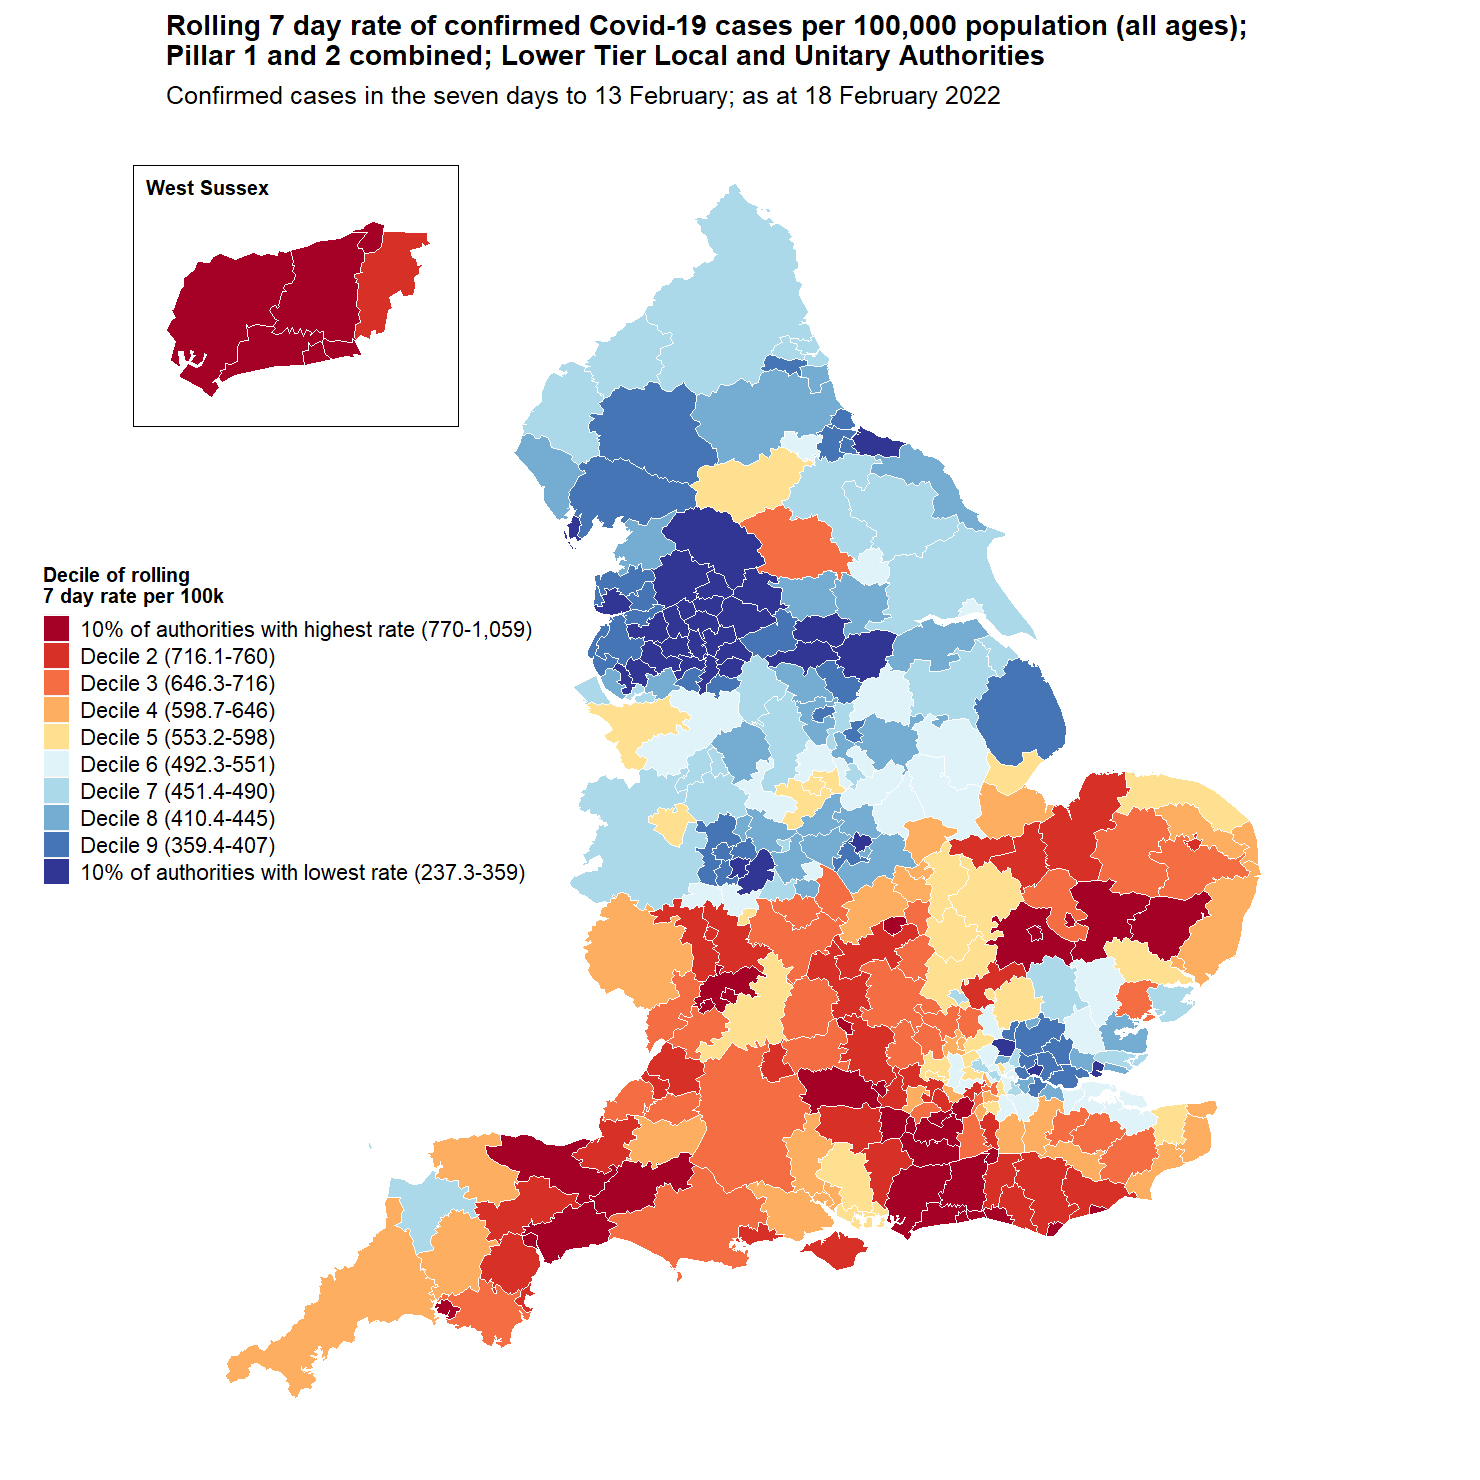 Rolling 7 day rate of confirmed Covid-19 cases per 100,000 population (all ages);
Pillar 1 and 2 combined; Lower Tier Local and Unitary Authorities
Confirmed cases in the seven days to 13 February; as at 18 February 2022
West Sussex
Decile of rolling
7 day rate per 100k
10% of authorities with highest rate (770-1,059)
Decile 2 (716.1-760)
Decile 3 (646.3-716)
Decile 4 (598.7-646)
Decile 5 (553.2-598)
Decile 6 (492.3-551)
Decile 7 (451.4-490)
Decile 8 (410.4-445)
Decile 9 (359.4-407)
10% of authorities with lowest rate (237.3-359)